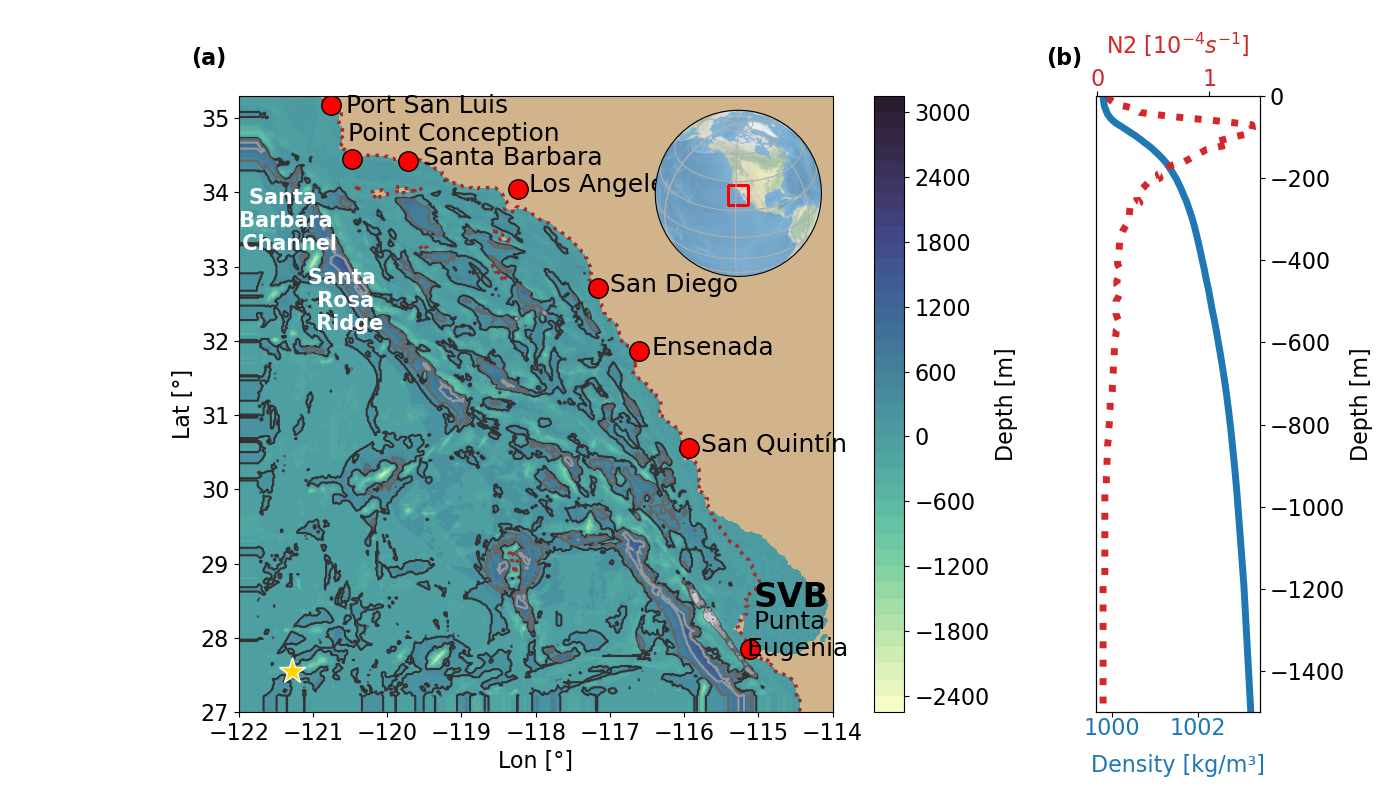 (a)
(b)
N2 [10⁻⁴s⁻¹]
0 1
Port San Luis
Point Conception
Santa Barbara
Los Angele
San Diego
Ensenada
San Quintín
SVB
Punta
Eugenia
Santa
Barbara
Channel
Santa
Rosa
Ridge
35
34
33
32
31
30
29
28
27
Lat [°]
−122 −121 −120 −119 −118 −117 −116 −115 −114
Lon [°]
3000
2400
1800
1200
600
0
−600
−1200
−1800
−2400
Depth [m]
0
−200
−400
−600
−800
−1000
−1200
−1400
Depth [m]
1000 1002
Density [kg/m³]